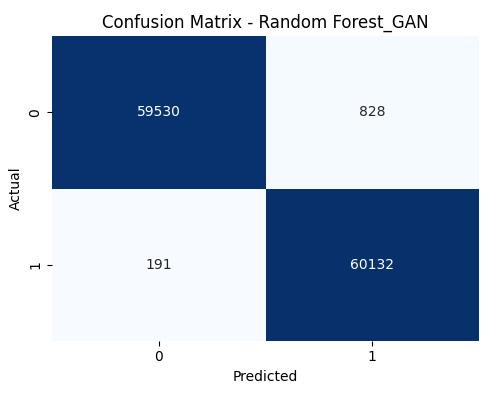 Confusion Matrix - Random Forest_GAN
Actual
0
59530
828
1
191
60132
0
1
Predicted